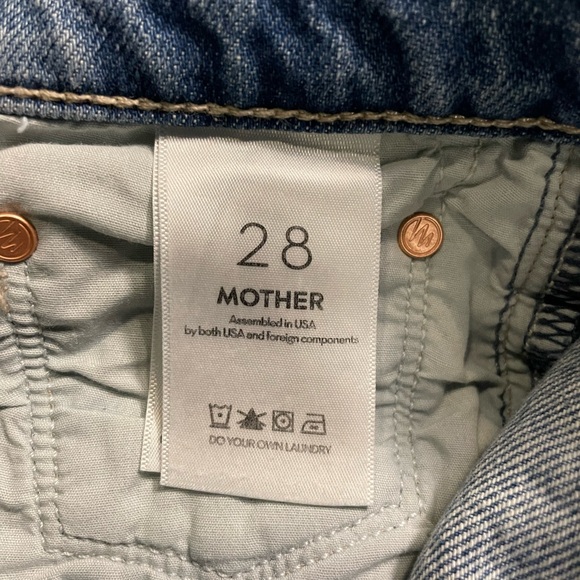 28
MOTHER
Assembled in USA
by both USA and foreign components
DO YOUR OWN LAUNDRY